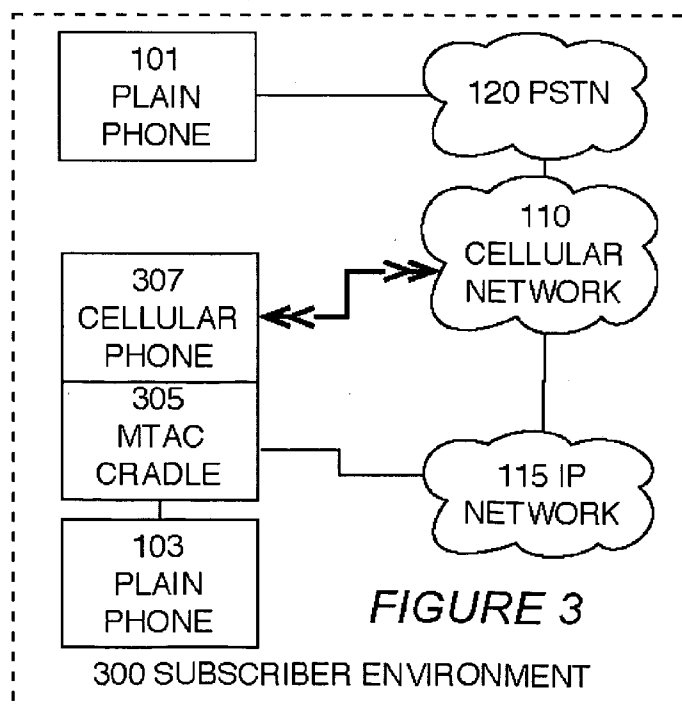 101
PLAIN
PHONE
120 PSTN
110
CELLULAR
NETWORK
307
CELLULAR
PHONE
305
MTAC
CRADLE
115 IP
NETWORK
103
PLAIN
PHONE
FIGURE 3
300 SUBSCRIBER ENVIRONMENT